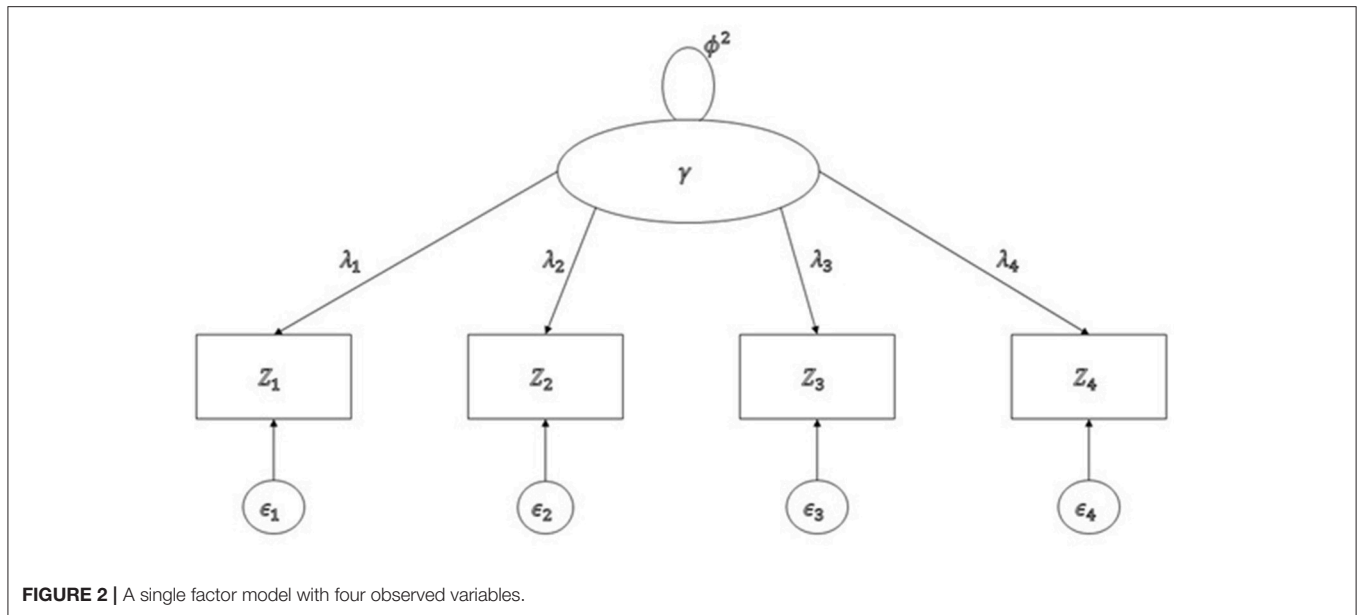 ϕ²
γ
λ₁ λ₂ λ₃ λ₄
Z₁ Z₂ Z₃ Z₄
ϵ₁ ϵ₂ ϵ₃ ϵ₄
FIGURE 2 | A single factor model with four observed variables.